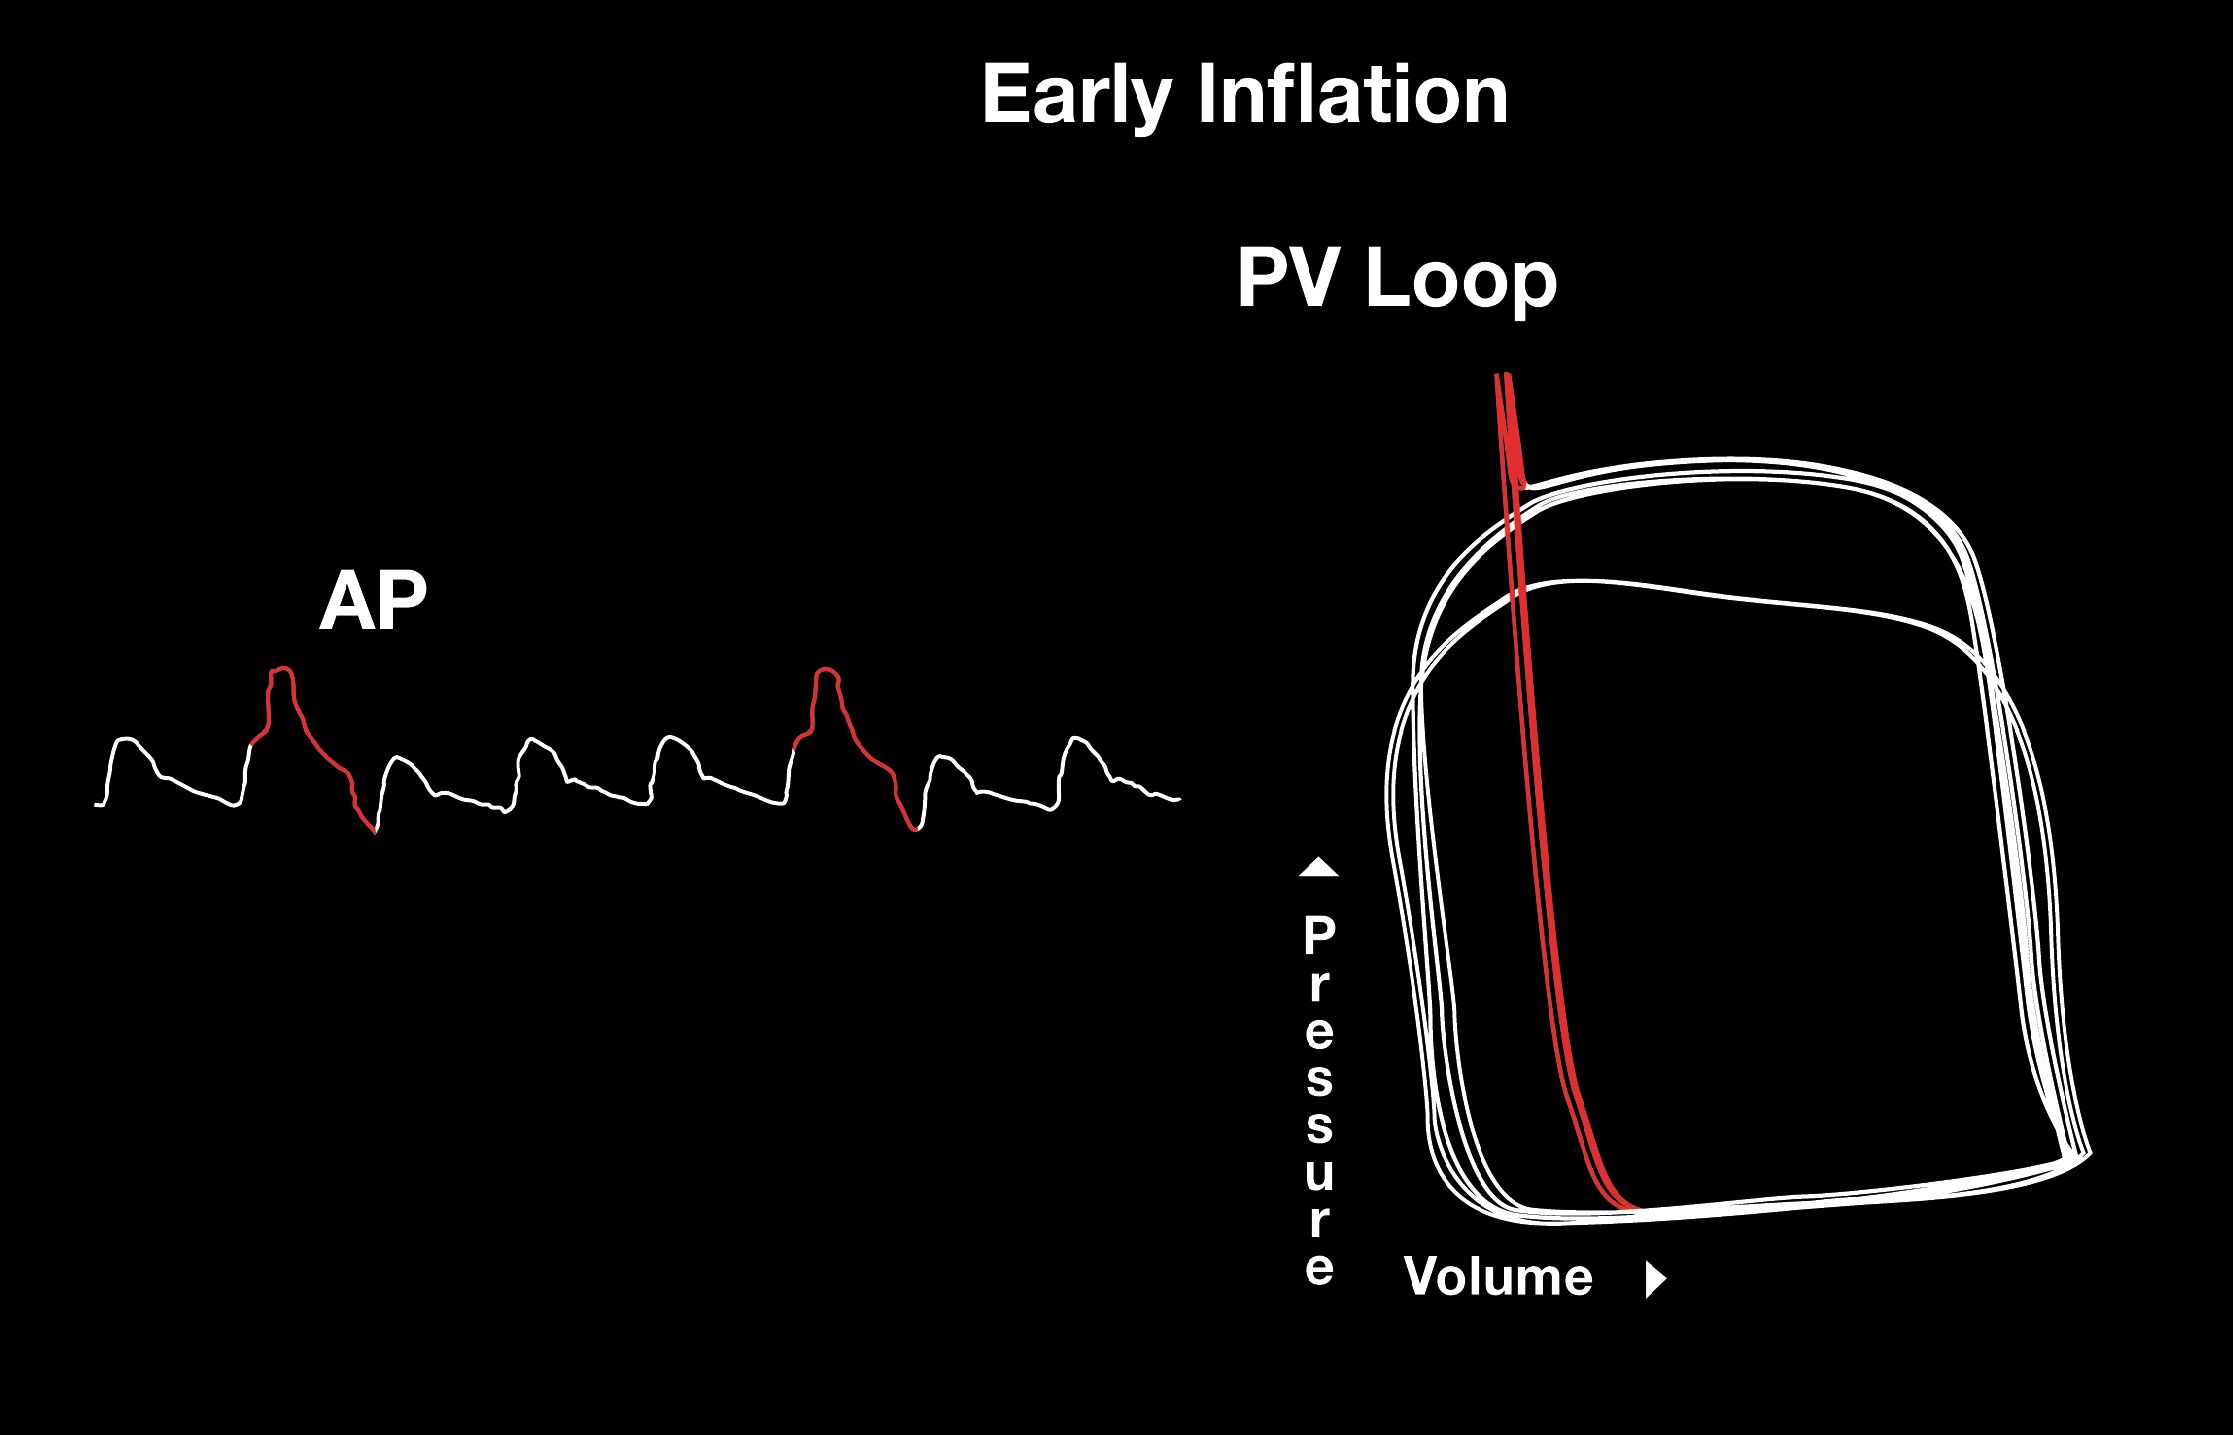 Early Inflation
PV Loop
AP
Pressure
Volume